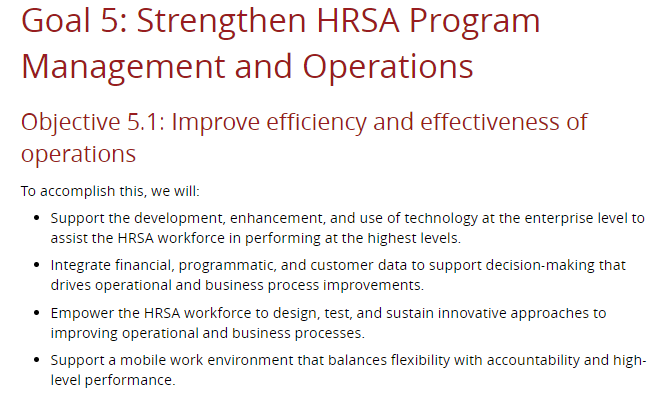 Goal 5: Strengthen HRSA Program
Management and Operations
Objective 5.1: Improve efficiency and effectiveness of
operations
To accomplish this, we will:
• Support the development, enhancement, and use of technology at the enterprise level to
assist the HRSA workforce in performing at the highest levels.
• Integrate financial, programmatic, and customer data to support decision-making that
drives operational and business process improvements.
• Empower the HRSA workforce to design, test, and sustain innovative approaches to
improving operational and business processes.
• Support a mobile work environment that balances flexibility with accountability and high-
level performance.